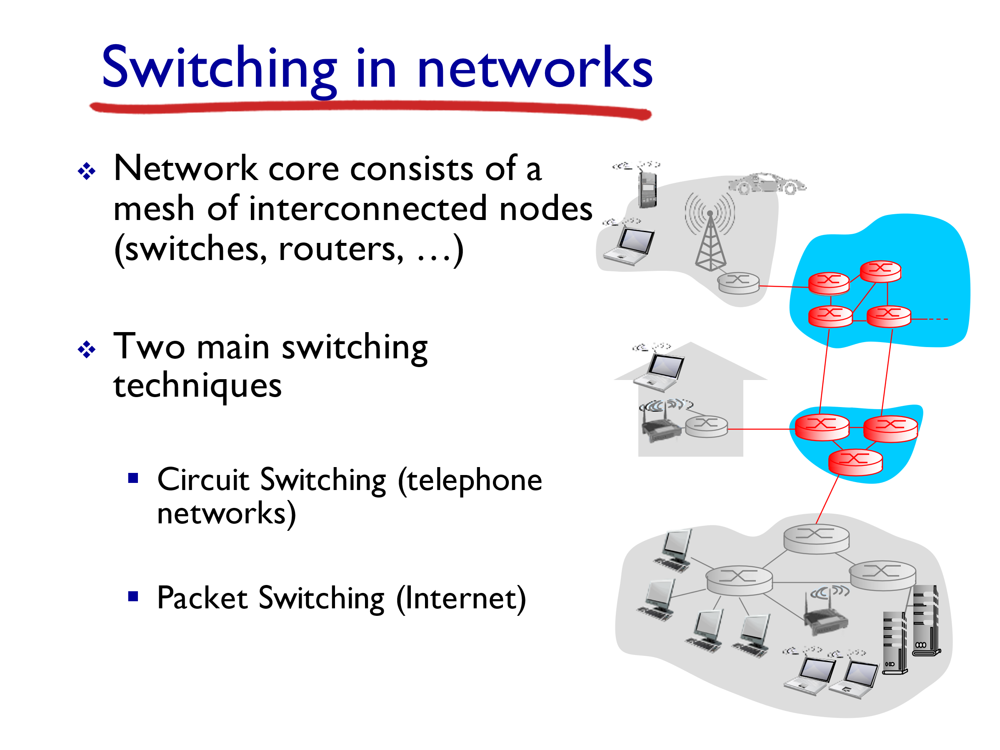 Switching in networks
Network core consists of a
mesh of interconnected nodes
(switches, routers, …)
Two main switching
techniques
Circuit Switching (telephone
networks)
Packet Switching (Internet)